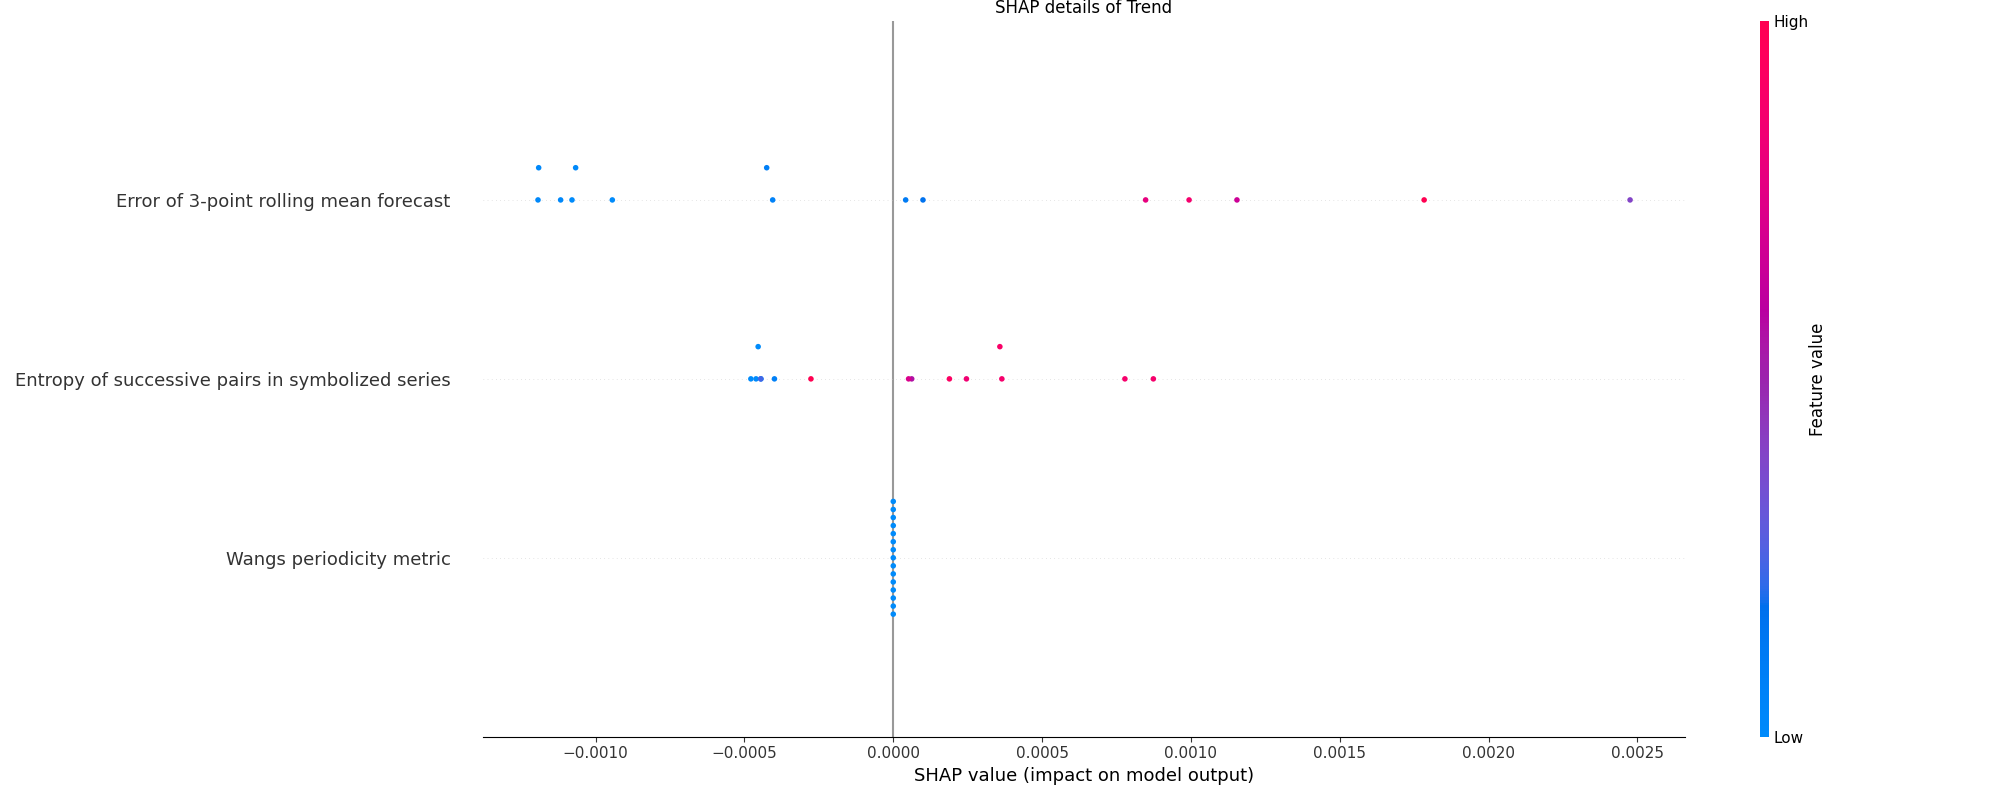 SHAP details of Trend
High
Error of 3-point rolling mean forecast
Entropy of successive pairs in symbolized series
Wangs periodicity metric
Feature value
Low
−0.0010 −0.0005 0.0000 0.0005 0.0010 0.0015 0.0020 0.0025
SHAP value (impact on model output)